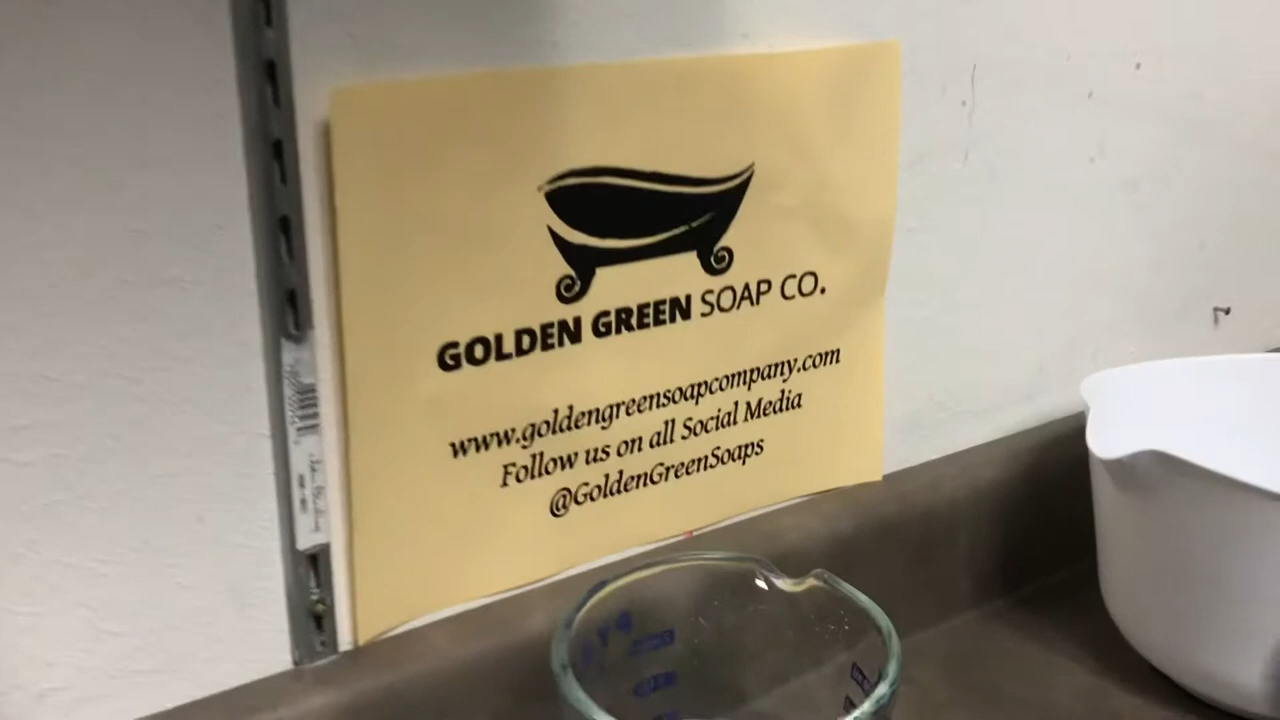 GOLDEN GREEN SOAP CO.
www.goldengreensoapcompany.com
Follow us on all Social Media
@GoldenGreenSoaps